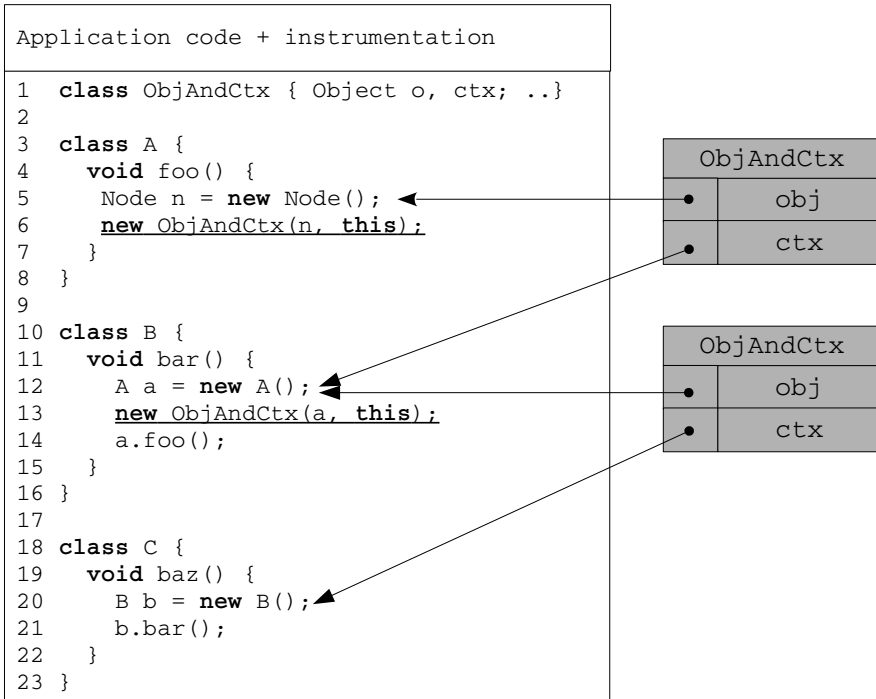 Application code + instrumentation
1 class ObjAndCtx { Object o, ctx; ..}
2
3 class A {
4 void foo() {
5 Node n = new Node();
6 new ObjAndCtx(n, this);
7 }
8 }
9
10 class B {
11 void bar() {
12 A a = new A();
13 new ObjAndCtx(a, this);
14 a.foo();
15 }
16 }
17
18 class C {
19 void baz() {
20 B b = new B();
21 b.bar();
22 }
23 }
ObjAndCtx
obj
ctx
ObjAndCtx
obj
ctx